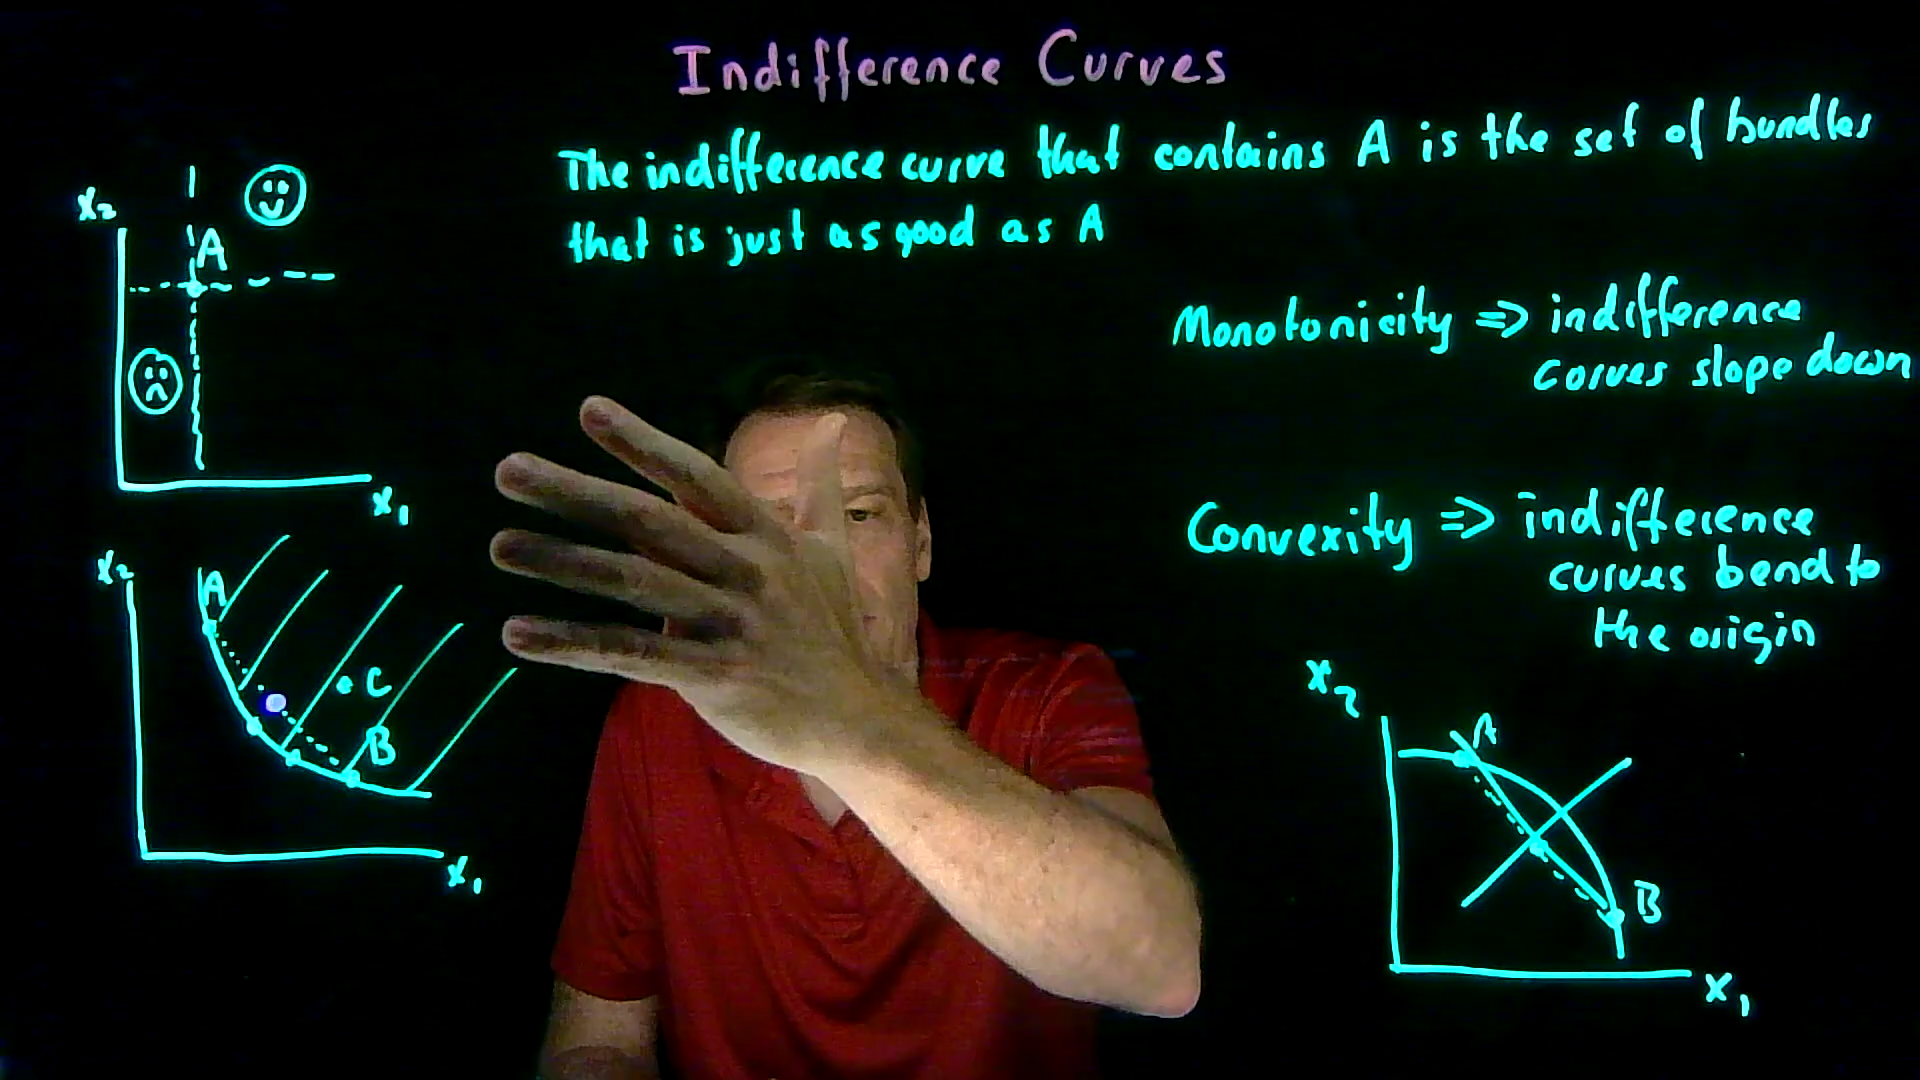 Indifference Curves
The indifference curve that contains A is the set of bundles
that is just as good as A
x₂
A
x₁
Monotonicity => indifference
curves slope down
Convexity => indifference
curves bend to
the origin
x₂
A
C
B
x₁
x₂
A
B
x₁